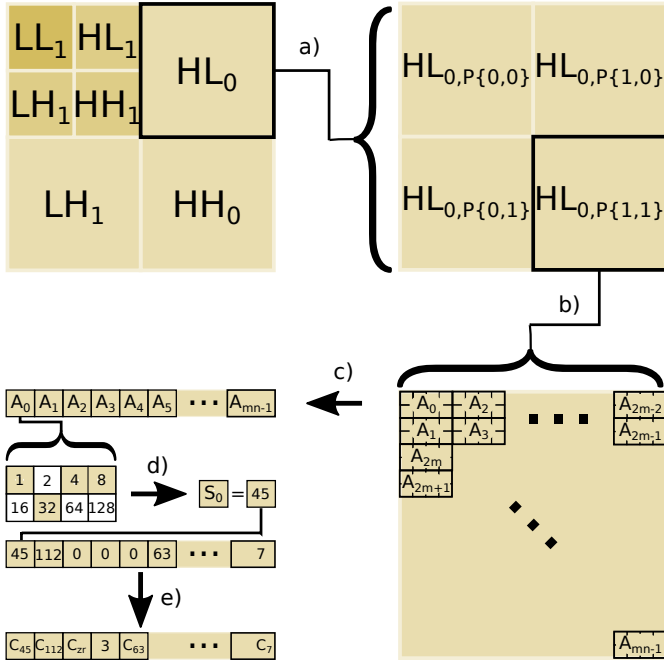 LL₁ HL₁ HL₀
LH₁ HH₁
LH₁ HH₀
a)
HL₀,P{0,0} HL₀,P{1,0}
HL₀,P{0,1} HL₀,P{1,1}
b)
A₀ A₂ ▪ ▪ ▪ A₂ₘ₋₂
A₁ A₃ A₂ₘ₋₁
A₂ₘ
A₂ₘ₊₁
Aₘₙ₋₁
c)
A₀ A₁ A₂ A₃ A₄ A₅ ··· Aₘₙ₋₁
1 2 4 8
16 32 64 128
d)
S₀ = 45
45 112 0 0 0 63 ··· 7
e)
C₄₅ C₁₁₂ C_zr 3 C₆₃ ··· C₇